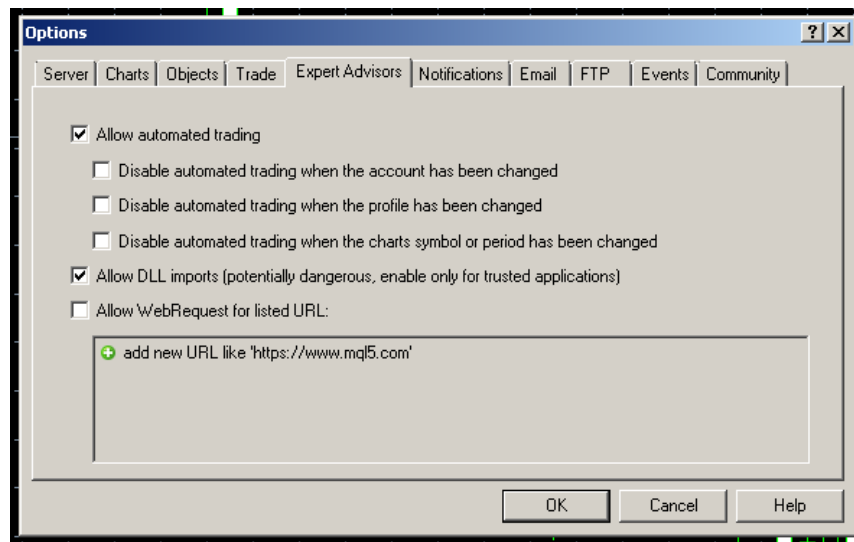 Options
Server Charts Objects Trade Expert Advisors Notifications Email FTP Events Community
Allow automated trading
Disable automated trading when the account has been changed
Disable automated trading when the profile has been changed
Disable automated trading when the charts symbol or period has been changed
Allow DLL imports (potentially dangerous, enable only for trusted applications)
Allow WebRequest for listed URL:
add new URL like 'https://www.mql5.com'
OK Cancel Help